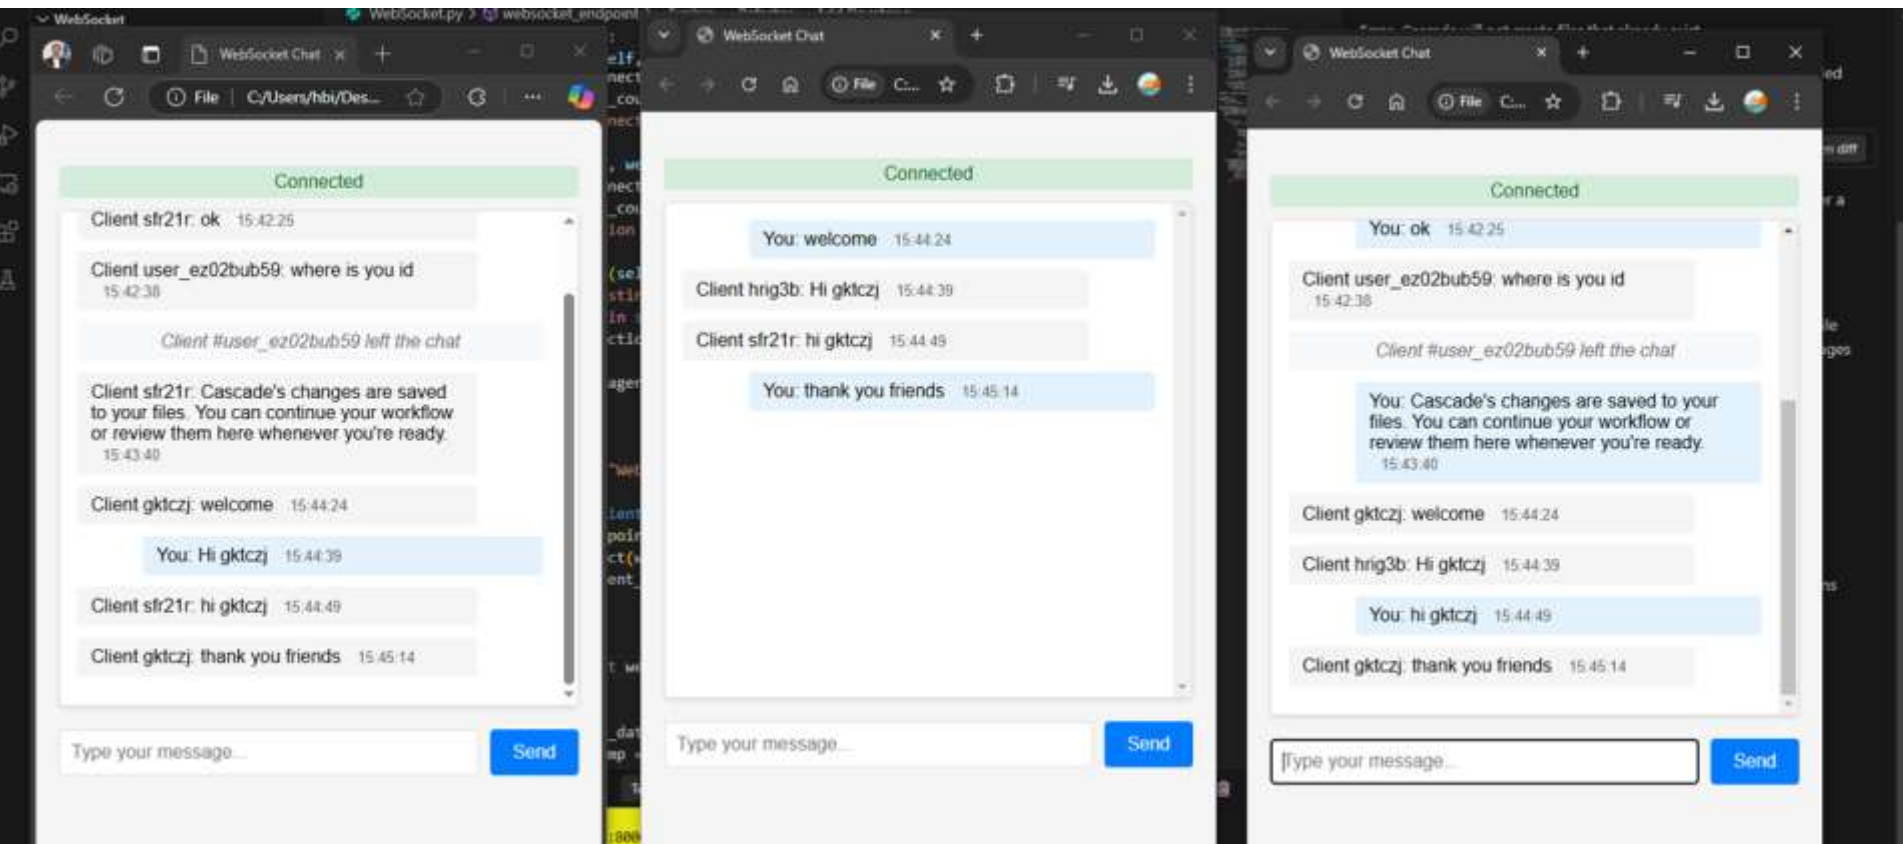 WebSocket
WebSocket.py > websocket_endpoint
WebSocket Chat
File C:/Users/hbi/Des...
Connected
Client sfr21r: ok 15:42:25
Client user_ez02bub59: where is you id
15:42:38
Client #user_ez02bub59 left the chat
Client sfr21r: Cascade's changes are saved
to your files. You can continue your workflow
or review them here whenever you're ready.
15:43:40
Client gktczj: welcome 15:44:24
You: Hi gktczj 15:44:39
Client sfr21r: hi gktczj 15:44:49
Client gktczj: thank you friends 15:45:14
Type your message...
Send
WebSocket Chat
File C...
Connected
You: welcome 15:44:24
Client hrig3b: Hi gktczj 15:44:39
Client sfr21r: hi gktczj 15:44:49
You: thank you friends 15:45:14
Type your message...
Send
WebSocket Chat
File C...
Connected
You: ok 15:42:25
Client user_ez02bub59: where is you id
15:42:38
Client #user_ez02bub59 left the chat
You: Cascade's changes are saved to your
files. You can continue your workflow or
review them here whenever you're ready.
15:43:40
Client gktczj: welcome 15:44:24
Client hrig3b: Hi gktczj 15:44:39
You: hi gktczj 15:44:49
Client gktczj: thank you friends 15:45:14
Type your message...
Send